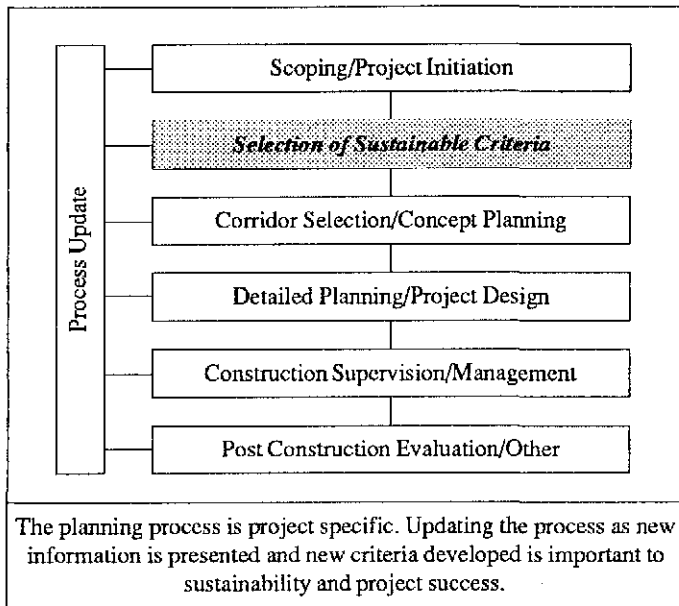 Process Update
Scoping/Project Initiation
Selection of Sustainable Criteria
Corridor Selection/Concept Planning
Detailed Planning/Project Design
Construction Supervision/Management
Post Construction Evaluation/Other
The planning process is project specific. Updating the process as new
information is presented and new criteria developed is important to
sustainability and project success.